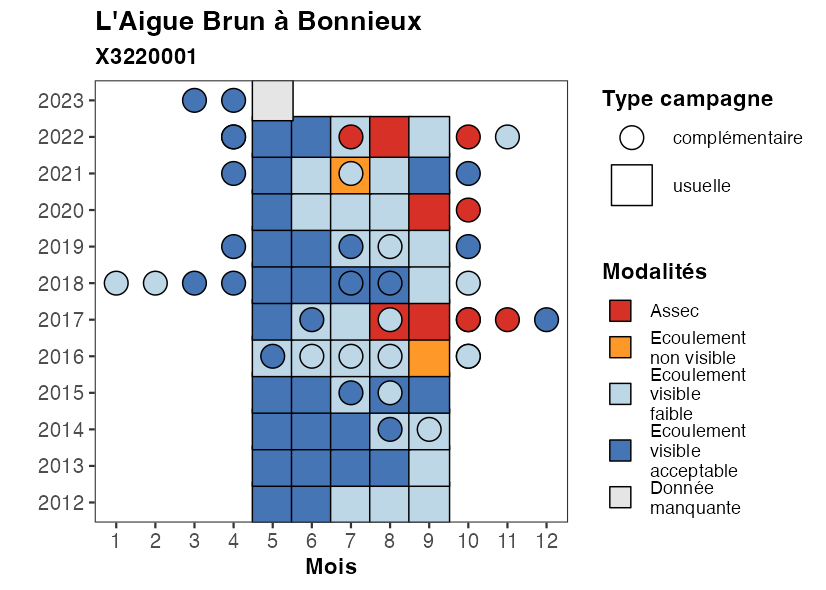 L'Aigue Brun à Bonnieux
X3220001
2023
2022
2021
2020
2019
2018
2017
2016
2015
2014
2013
2012
1 2 3 4 5 6 7 8 9 10 11 12
Mois
Type campagne
complémentaire
usuelle
Modalités
Assec
Ecoulement
non visible
Ecoulement
visible
faible
Ecoulement
visible
acceptable
Donnée
manquante